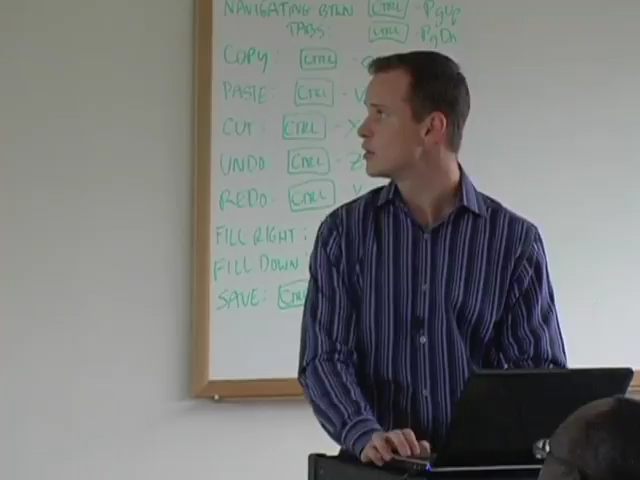 NAVIGATING BTWN CTRL - PgUp
TABS: CTRL - PgDn
COPY: CTRL -
PASTE: CTRL - V
CUT: CTRL - X
UNDO CTRL - Z
REDO: CTRL Y
FILL RIGHT:
FILL DOWN
SAVE: